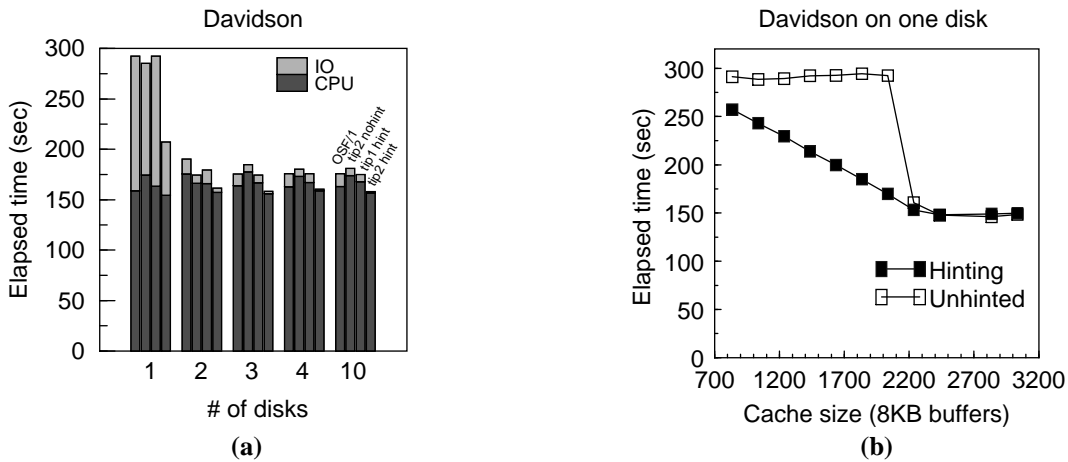 Davidson
300
250
200
150
100
50
0
Elapsed time (sec)
IO
CPU
OSF/1
tip2 nohint
tip1 hint
tip2 hint
1 2 3 4 10
# of disks
(a)
Davidson on one disk
300
250
200
150
100
50
0
Elapsed time (sec)
Hinting
Unhinted
700 1200 1700 2200 2700 3200
Cache size (8KB buffers)
(b)